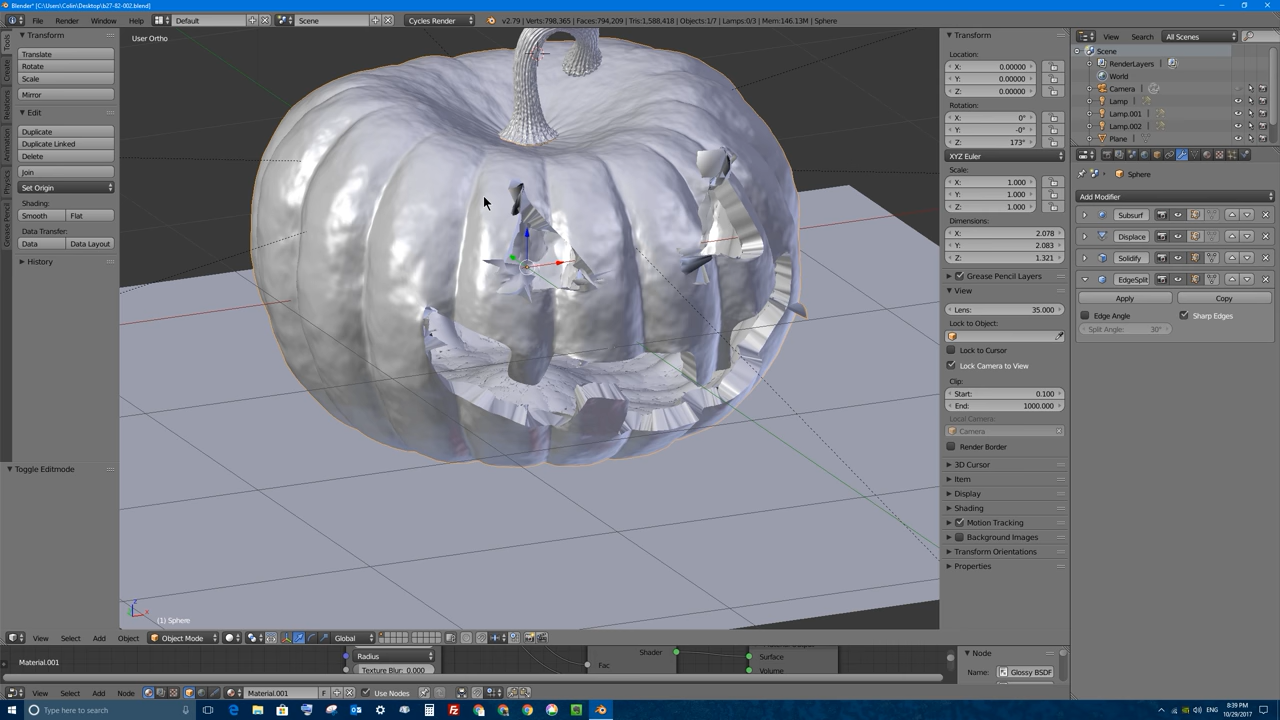 Blender* [C:\Users\Colin\Desktop\b27-82-002.blend]
File Render Window Help Default Scene Cycles Render v2.79 | Verts:798,365 | Faces:794,209 | Tris:1,588,418 | Objects:1/7 | Lamps:0/3 | Mem:146.13M | Sphere
Tools
Create
Relations
Animation
Physics
Grease Pencil
Transform
Translate
Rotate
Scale
Mirror
Edit
Duplicate
Duplicate Linked
Delete
Join
Set Origin
Shading:
Smooth Flat
Data Transfer:
Data Data Layout
History
Toggle Editmode
User Ortho
(1) Sphere
View Select Add Object Object Mode Global
Transform
Location:
X: 0.00000
Y: 0.00000
Z: 0.00000
Rotation:
X: 0°
Y: -0°
Z: 173°
XYZ Euler
Scale:
X: 1.000
Y: 1.000
Z: 1.000
Dimensions:
X: 2.078
Y: 2.083
Z: 1.321
Grease Pencil Layers
View
Lens: 35.000
Lock to Object:
Lock to Cursor
Lock Camera to View
Clip:
Start: 0.100
End: 1000.000
Local Camera:
Camera
Render Border
3D Cursor
Item
Display
Shading
Motion Tracking
Background Images
Transform Orientations
Properties
View Search All Scenes
Scene
RenderLayers
World
Camera
Lamp
Lamp.001
Lamp.002
Plane
Sphere
Add Modifier
Subsurf
Displace
Solidify
EdgeSplit
Apply Copy
Edge Angle Sharp Edges
Split Angle: 30°
Material.001
Radius
Texture Blur: 0.000
Fac
Shader
Surface
Volume
Node
Name: Glossy BSDF
View Select Add Node Material.001 F Use Nodes
Type here to search
ENG
8:39 PM
10/29/2017